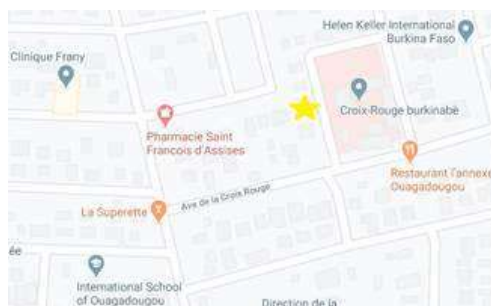 Helen Keller International
Burkina Faso
Clinique Frany
Croix-Rouge burkinabè
Pharmacie Saint
Francois d'Assises
Restaurant l'annexe
Ouagadougou
Ave de la Croix Rouge
La Superette
ée
International School
of Ouagadougou
Direction de la